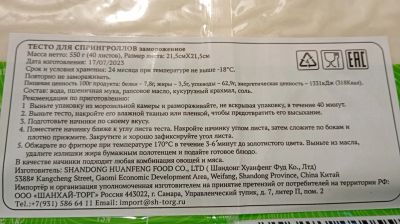 ТЕСТО ДЛЯ СПРИНГРОЛЛОВ замороженное
Масса нетто: 550 г (40 листов), Размер листа: 21,5смX21,5см
Дата изготовления: 17/07/2023
Срок и условия хранения: 24 месяца при температуре не выше -18°С.
Повторно не замораживать.
Пищевая ценность 100г продукта: белки - 7,8г, жиры - 3,5г, углеводы - 62,9г, энергетическая ценность - 1331кДж (318Ккал).
Состав: вода, пшеничная мука, рапсовое масло, кукурузный крахмал, соль.
Рекомендации по приготовлению:
1 Выньте упаковку из морозильной камеры и размораживайте, не вскрывая упаковку, в течение 40 минут.
2. Выньте тесто, накройте его влажной тканью или пленкой, чтобы предотвратить его высыхание.
3. Подготовьте начинку по своему вкусу.
4. Поместите начинку ближе к углу листа теста. Накройте начинку углом листа, затем сложите по бокам и плотно прижмите. Закрутите и хорошо зафиксируйте угол листа.
5. Обжарьте во фритюре при температуре 170°С в течение 3-6 минут до золотистого цвета. Выньте из масла, удалите излишки жира бумажным полотенцем и подайте готовое блюдо.
В качестве начинки подходит любая комбинация овощей и мяса.
Изготовитель: SHANDONG HUANFENG FOOD CO., LTD (Шаньдонг Хуанфенг Фуд Ко., Лтд)
5388# Kangcheng Street, Economic Development Area, Weifang, Shandong Province, China Китай
Импортёр и организация уполномоченная изготовителем на принятие претензий от потребителей на территории РФ:
ООО «ШАНХАЙ-ТОРГ» Россия 443022, г. Самара, Управленческий тупик, д. 7, литер П, пом. 2
Тел.: +7(931) 586 64 11 Email: import@sh-torg.ru